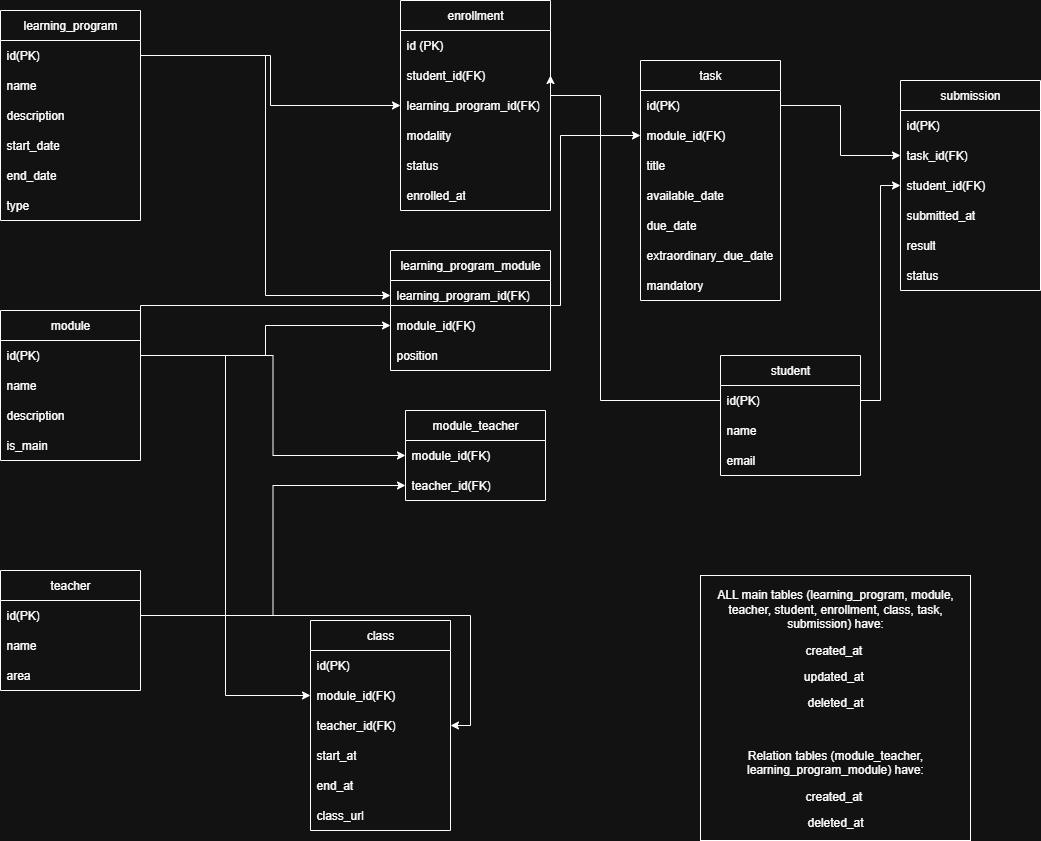 learning_program
id(PK)
name
description
start_date
end_date
type
enrollment
id (PK)
student_id(FK)
learning_program_id(FK)
modality
status
enrolled_at
task
id(PK)
module_id(FK)
title
available_date
due_date
extraordinary_due_date
mandatory
submission
id(PK)
task_id(FK)
student_id(FK)
submitted_at
result
status
learning_program_module
learning_program_id(FK)
module_id(FK)
position
module
id(PK)
name
description
is_main
student
id(PK)
name
email
module_teacher
module_id(FK)
teacher_id(FK)
teacher
id(PK)
name
area
class
id(PK)
module_id(FK)
teacher_id(FK)
start_at
end_at
class_url
ALL main tables (learning_program, module,
teacher, student, enrollment, class, task,
submission) have:
created_at
updated_at
deleted_at
Relation tables (module_teacher,
learning_program_module) have:
created_at
deleted_at